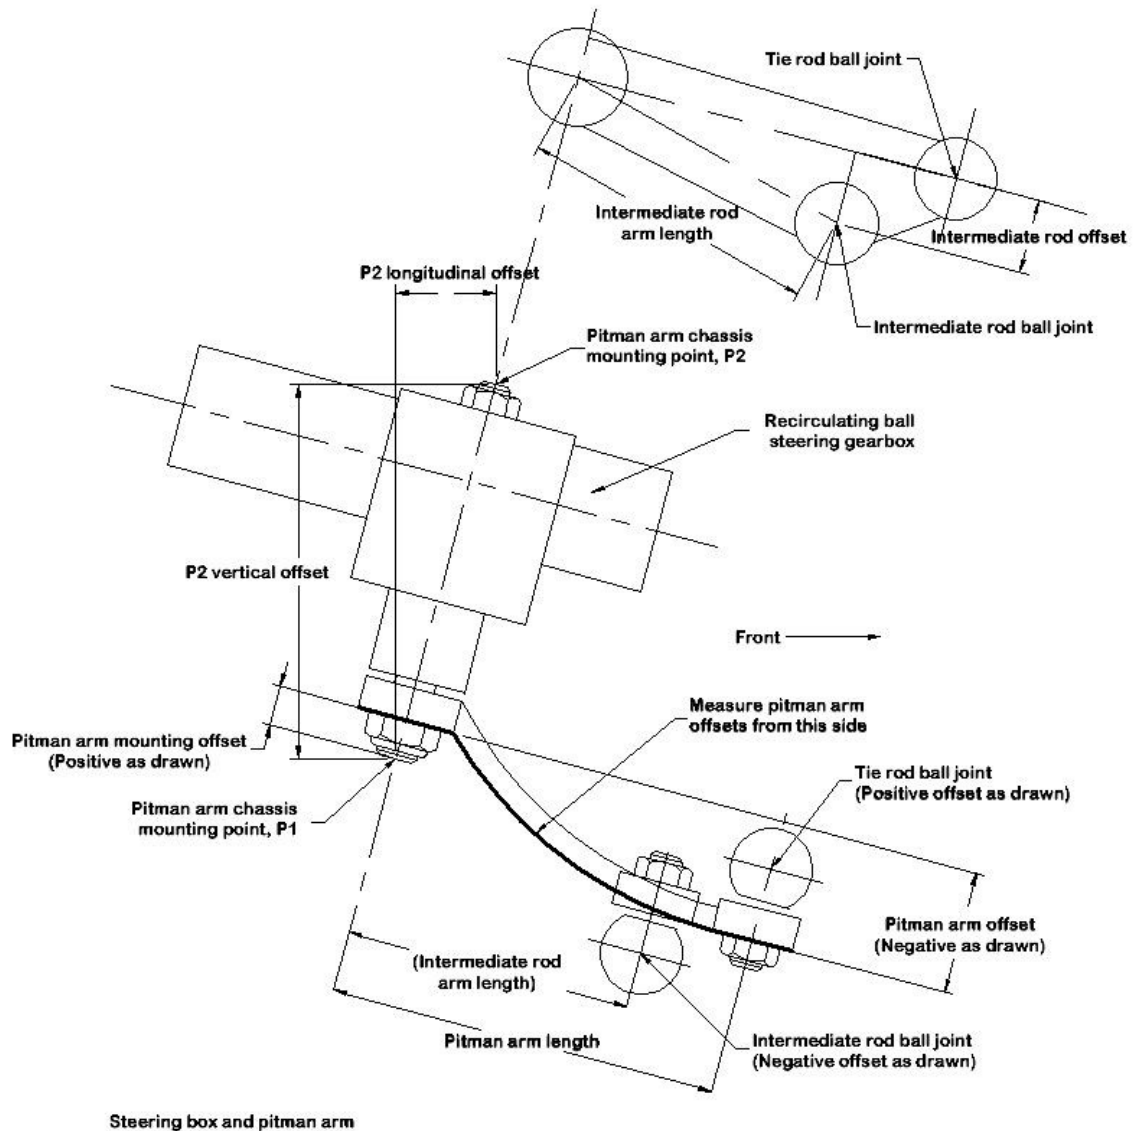 Tie rod ball joint
Intermediate rod
arm length
Intermediate rod offset
P2 longitudinal offset
Intermediate rod ball joint
Pitman arm chassis
mounting point, P2
Recirculating ball
steering gearbox
P2 vertical offset
Front
Measure pitman arm
offsets from this side
Pitman arm mounting offset
(Positive as drawn)
Tie rod ball joint
(Positive offset as drawn)
Pitman arm chassis
mounting point, P1
Pitman arm offset
(Negative as drawn)
(Intermediate rod
arm length)
Pitman arm length
Intermediate rod ball joint
(Negative offset as drawn)
Steering box and pitman arm